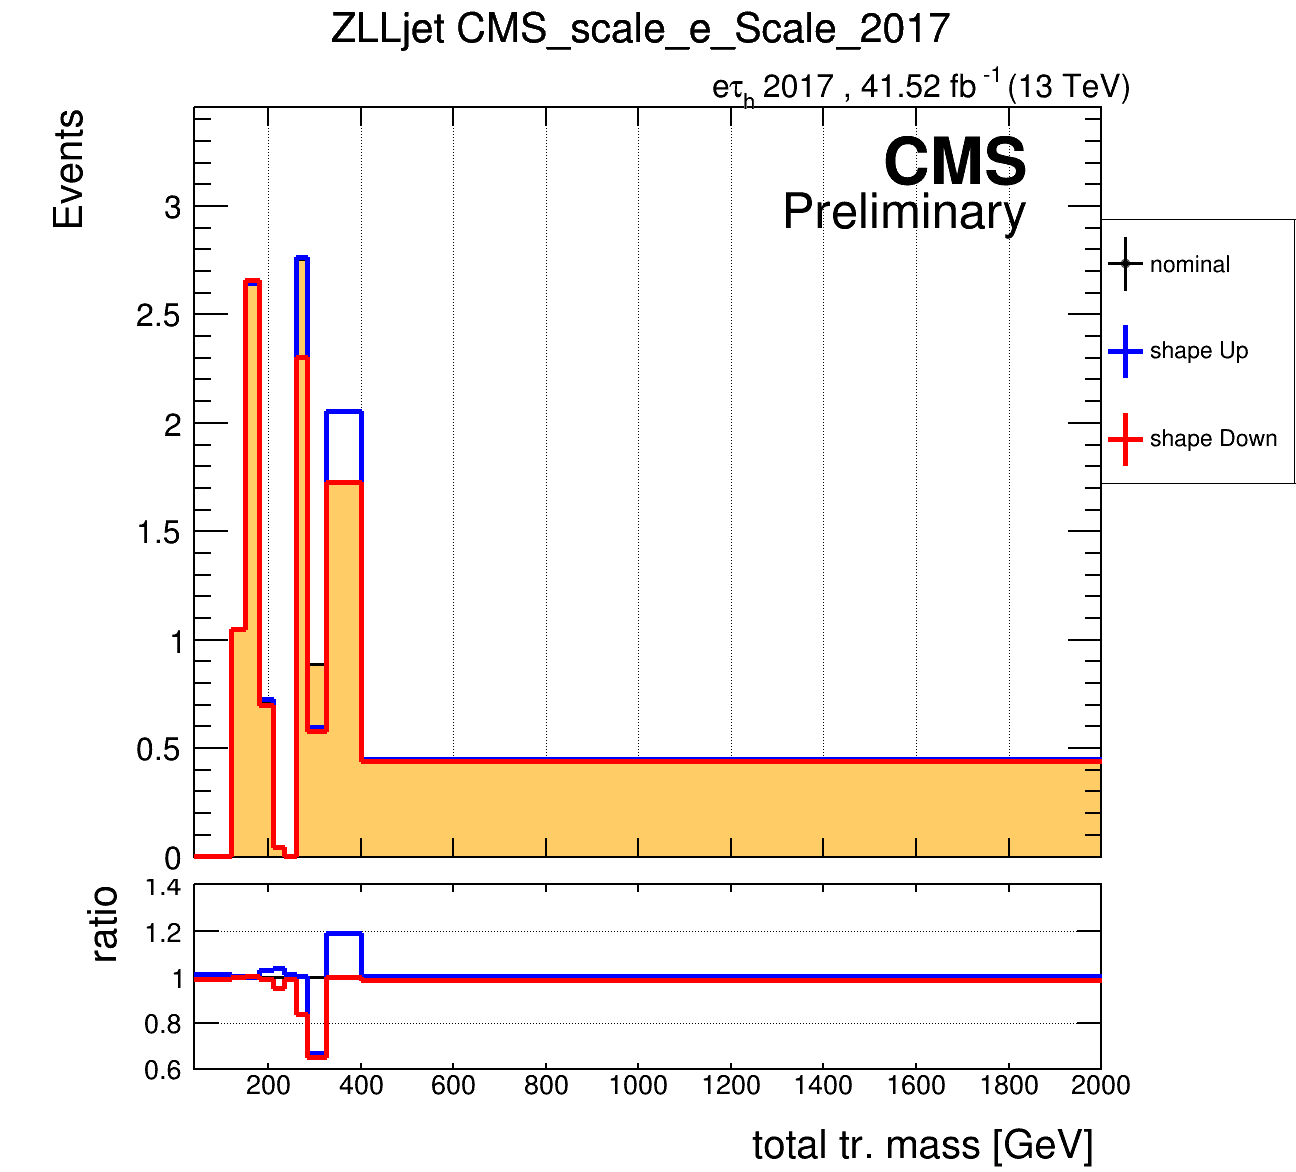 ZLLjet CMS_scale_e_Scale_2017
eτh 2017 , 41.52 fb -1 (13 TeV)
Events
CMS
Preliminary
3
2.5
2
1.5
1
0.5
0
nominal
shape Up
shape Down
ratio
1.4
1.2
1
0.8
0.6
200 400 600 800 1000 1200 1400 1600 1800 2000
total tr. mass [GeV]